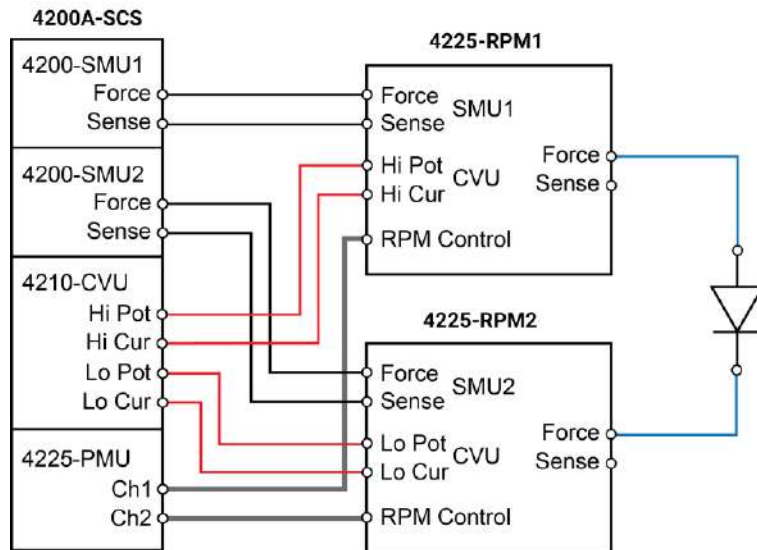 4200A-SCS
4200-SMU1
Force
Sense
4200-SMU2
Force
Sense
4210-CVU
Hi Pot
Hi Cur
Lo Pot
Lo Cur
4225-PMU
Ch1
Ch2
4225-RPM1
Force
SMU1
Sense
Hi Pot
CVU
Hi Cur
RPM Control
Force
Sense
4225-RPM2
Force
SMU2
Sense
Lo Pot
CVU
Lo Cur
RPM Control
Force
Sense